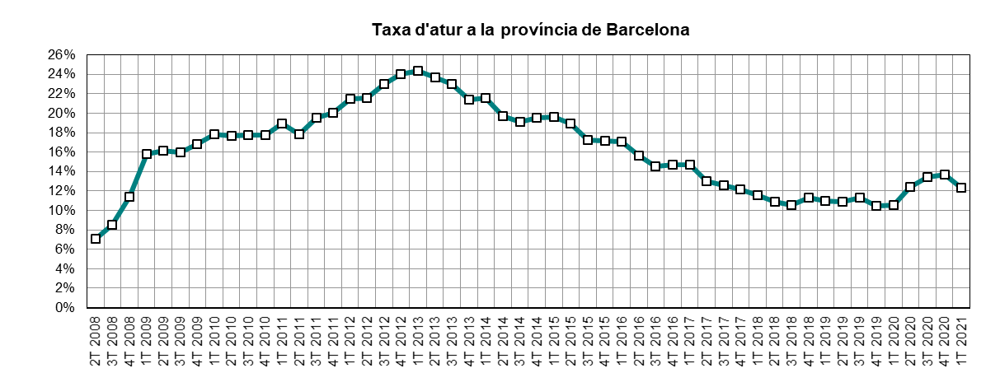 Taxa d'atur a la província de Barcelona
26%
24%
22%
20%
18%
16%
14%
12%
10%
8%
6%
4%
2%
0%
2T 2008
3T 2008
4T 2008
1T 2009
2T 2009
3T 2009
4T 2009
1T 2010
2T 2010
3T 2010
4T 2010
1T 2011
2T 2011
3T 2011
4T 2011
1T 2012
2T 2012
3T 2012
4T 2012
1T 2013
2T 2013
3T 2013
4T 2013
1T 2014
2T 2014
3T 2014
4T 2014
1T 2015
2T 2015
3T 2015
4T 2015
1T 2016
2T 2016
3T 2016
4T 2016
1T 2017
2T 2017
3T 2017
4T 2017
1T 2018
2T 2018
3T 2018
4T 2018
1T 2019
2T 2019
3T 2019
4T 2019
1T 2020
2T 2020
3T 2020
4T 2020
1T 2021